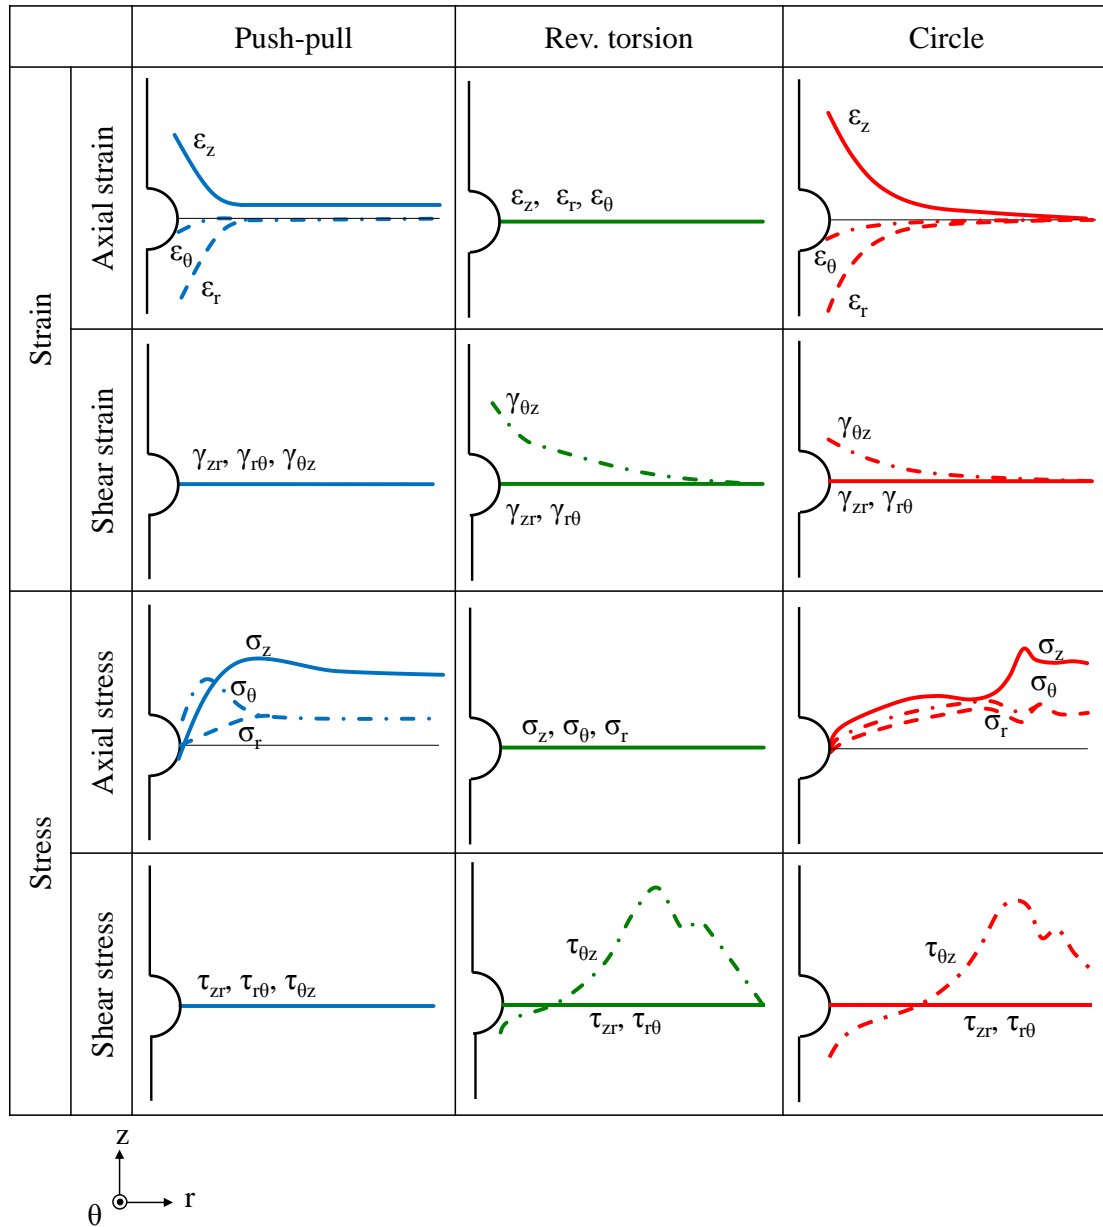 Push-pull
Rev. torsion
Circle
Strain
Axial strain
εz
εθ
εr
εz, εr, εθ
εz
εθ
εr
Shear strain
γzr, γrθ, γθz
γθz
γzr, γrθ
γθz
γzr, γrθ
Stress
Axial stress
σz
σθ
σr
σz, σθ, σr
σz
σθ
σr
Shear stress
τzr, τrθ, τθz
τθz
τzr, τrθ
τθz
τzr, τrθ
z
θ
r